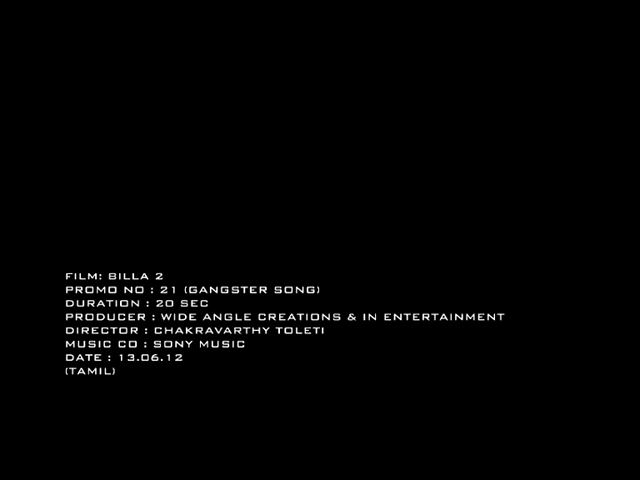 FILM: BILLA 2
PROMO NO : 21 (GANGSTER SONG)
DURATION : 20 SEC
PRODUCER : WIDE ANGLE CREATIONS & IN ENTERTAINMENT
DIRECTOR : CHAKRAVARTHY TOLETI
MUSIC CO : SONY MUSIC
DATE : 13.06.12
(TAMIL)